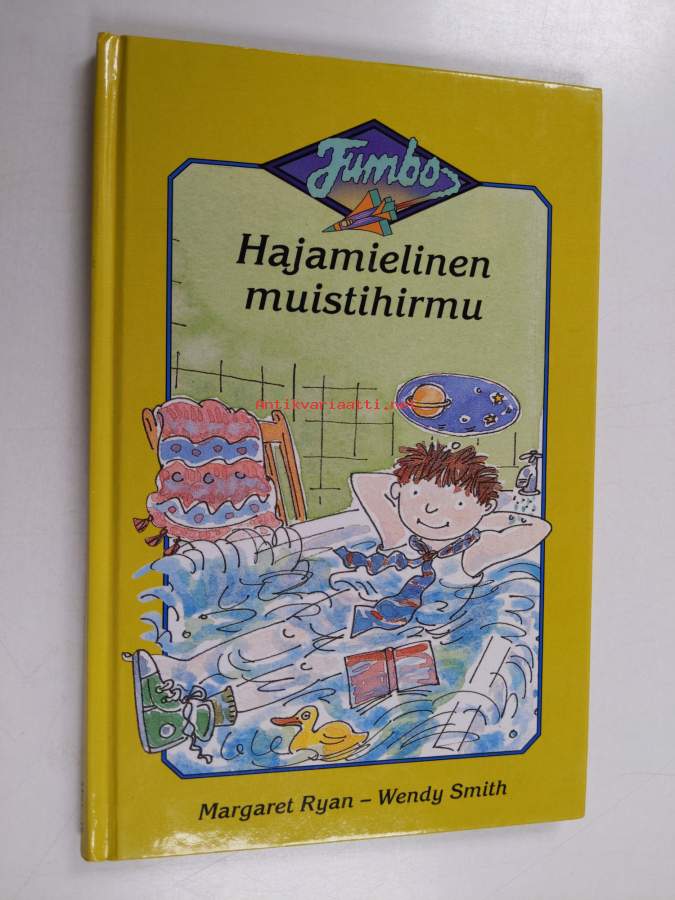 Jumbo
Hajamielinen
muistihirmu
Antikvariaatti.net
Margaret Ryan – Wendy Smith